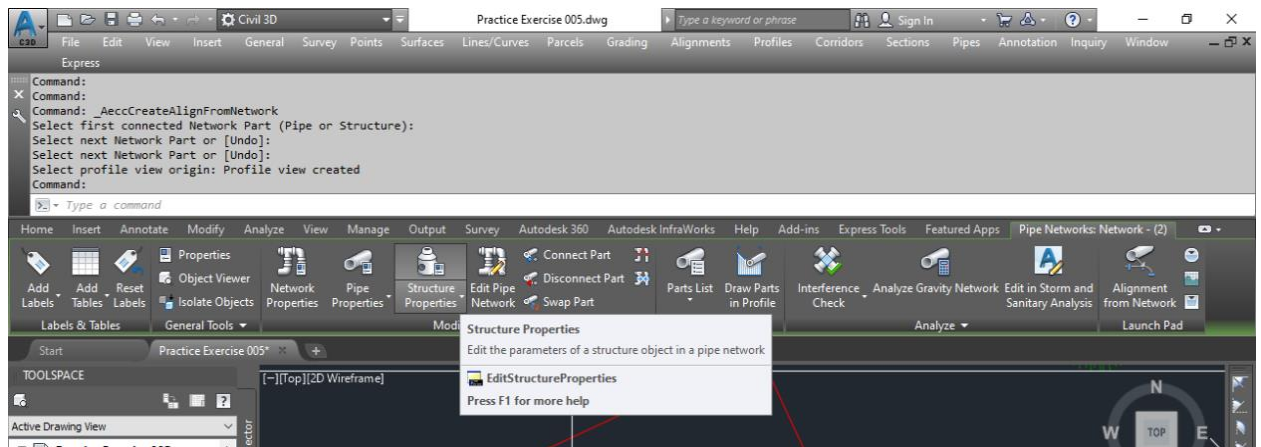 Civil 3D Practice Exercise 005.dwg Type a keyword or phrase Sign In
C3D File Edit View Insert General Survey Points Surfaces Lines/Curves Parcels Grading Alignments Profiles Corridors Sections Pipes Annotation Inquiry Window
Express
Command:
Command:
Command: _AeccCreateAlignFromNetwork
Select first connected Network Part (Pipe or Structure):
Select next Network Part or [Undo]:
Select next Network Part or [Undo]:
Select profile view origin: Profile view created
Command:
Type a command
Home Insert Annotate Modify Analyze View Manage Output Survey Autodesk 360 Autodesk InfraWorks Help Add-ins Express Tools Featured Apps Pipe Networks: Network - (2)
Properties Connect Part
Object Viewer Disconnect Part
Add Add Reset Network Pipe Structure Edit Pipe Parts List Draw Parts Interference Analyze Gravity Network Edit in Storm and Alignment
Labels Tables Labels Isolate Objects Properties Properties Properties Network Swap Part in Profile Check Sanitary Analysis from Network
Labels & Tables General Tools Modi Analyze Launch Pad
Structure Properties
Edit the parameters of a structure object in a pipe network
EditStructureProperties
Press F1 for more help
Start Practice Exercise 005*
TOOLSPACE
[-][Top][2D Wireframe]
N
Active Drawing View
W TOP E